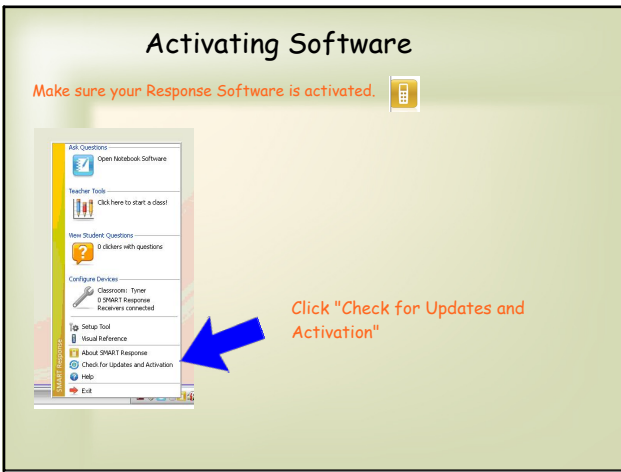 Activating Software
Make sure your Response Software is activated.
Ask Questions
Open Notebook Software
Teacher Tools
Click here to start a class!
View Student Questions
0 clickers with questions
Configure Devices
Classroom: Tyner
0 SMART Response
Receivers connected
Setup Tool
Visual Reference
About SMART Response
Check for Updates and Activation
Help
Exit
SMART Response
Click "Check for Updates and
Activation"